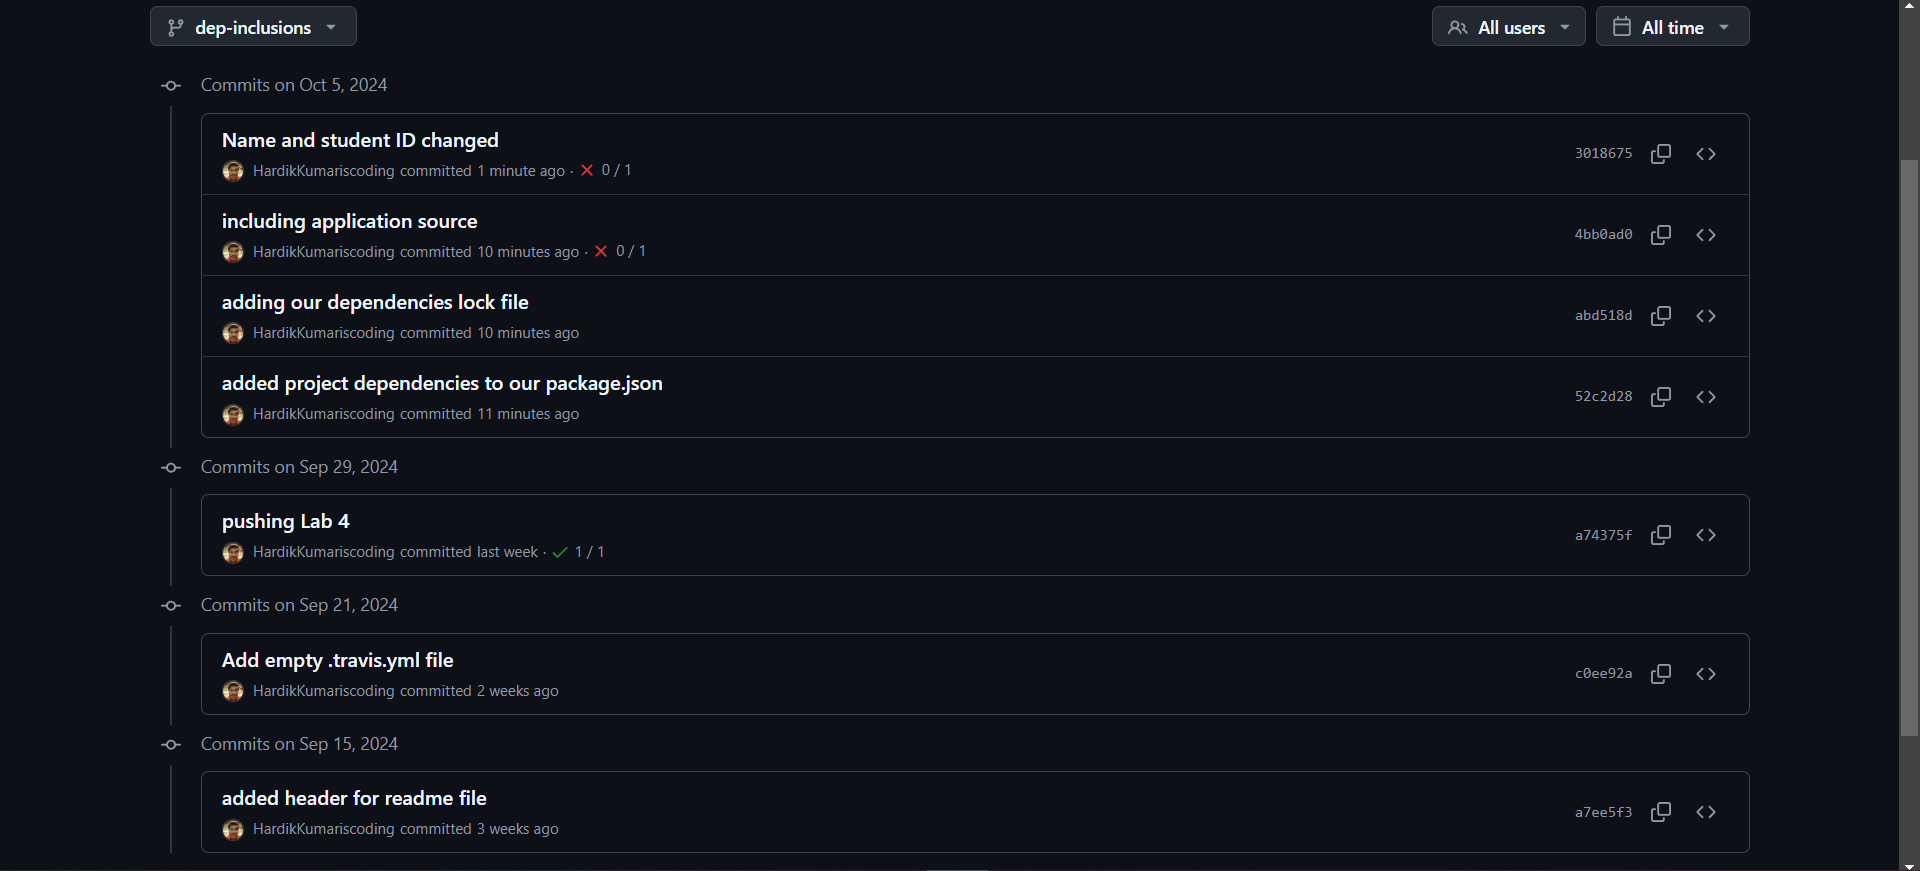 dep-inclusions
All users
All time
Commits on Oct 5, 2024
Name and student ID changed
HardikKumariscoding committed 1 minute ago · 0 / 1
3018675
including application source
HardikKumariscoding committed 10 minutes ago · 0 / 1
4bb0ad0
adding our dependencies lock file
HardikKumariscoding committed 10 minutes ago
abd518d
added project dependencies to our package.json
HardikKumariscoding committed 11 minutes ago
52c2d28
Commits on Sep 29, 2024
pushing Lab 4
HardikKumariscoding committed last week · 1 / 1
a74375f
Commits on Sep 21, 2024
Add empty .travis.yml file
HardikKumariscoding committed 2 weeks ago
c0ee92a
Commits on Sep 15, 2024
added header for readme file
HardikKumariscoding committed 3 weeks ago
a7ee5f3